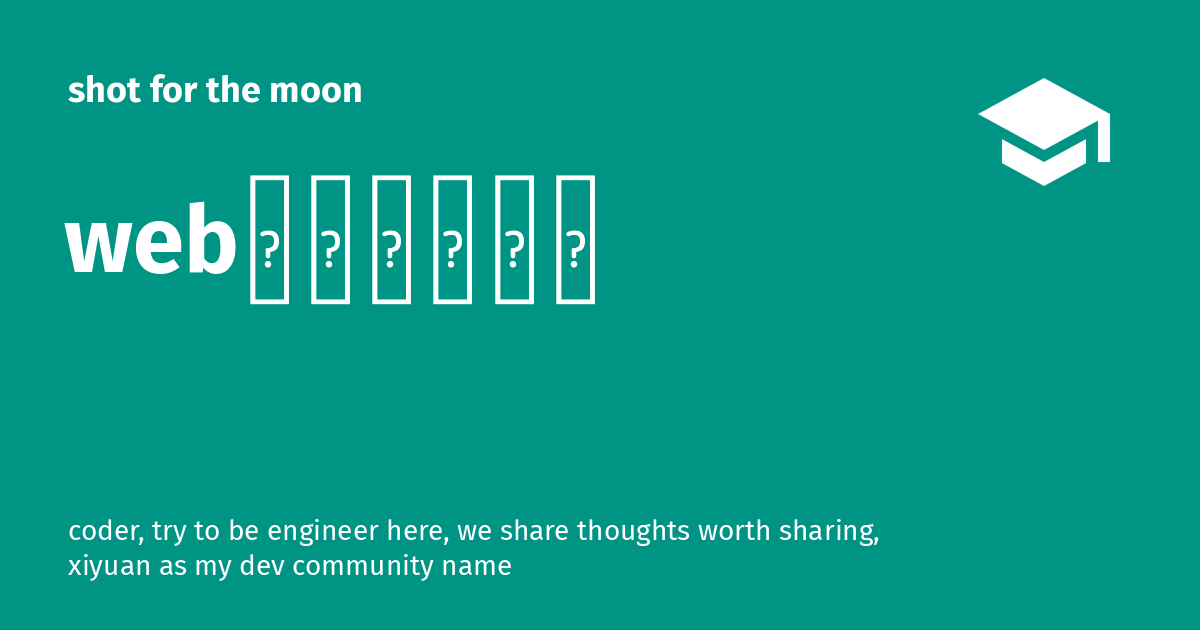 shot for the moon
web
coder, try to be engineer here, we share thoughts worth sharing,
xiyuan as my dev community name